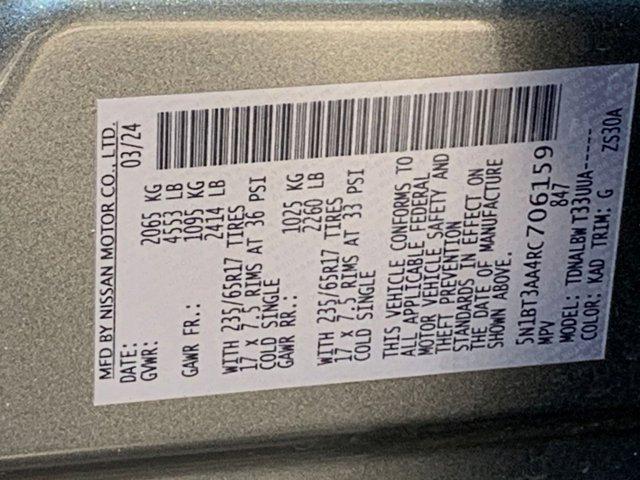 MFD BY NISSAN MOTOR CO., LTD.
DATE: 03/24
GVWR: 2065 KG
4553 LB
GAWR FR.: 1095 KG
2414 LB
WITH 235/65R17 TIRES
17 X 7.5 RIMS AT 36 PSI
COLD SINGLE
GAWR RR.: 1025 KG
2260 LB
WITH 235/65R17 TIRES
17 X 7.5 RIMS AT 33 PSI
COLD SINGLE
THIS VEHICLE CONFORMS TO
ALL APPLICABLE FEDERAL
MOTOR VEHICLE SAFETY AND
THEFT PREVENTION
STANDARDS IN EFFECT ON
THE DATE OF MANUFACTURE
SHOWN ABOVE.
5N1BT3AA4RC706159
MPV 847
MODEL: TDNALBW T33UUA-----
COLOR: KAD TRIM: G ZS30A